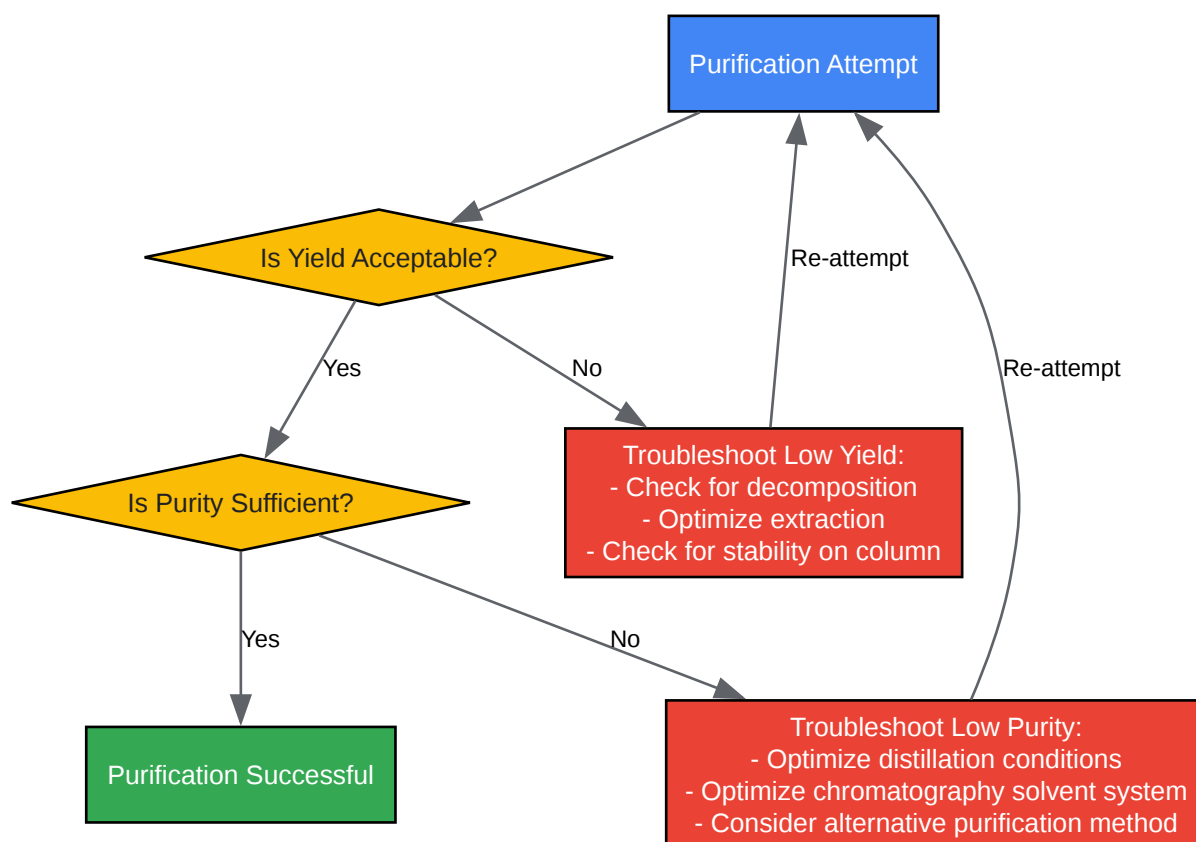 Purification Attempt
Is Yield Acceptable?
Re-attempt
Yes
No
Re-attempt
Troubleshoot Low Yield:
- Check for decomposition
- Optimize extraction
- Check for stability on column
Is Purity Sufficient?
Yes
No
Purification Successful
Troubleshoot Low Purity:
- Optimize distillation conditions
- Optimize chromatography solvent system
- Consider alternative purification method